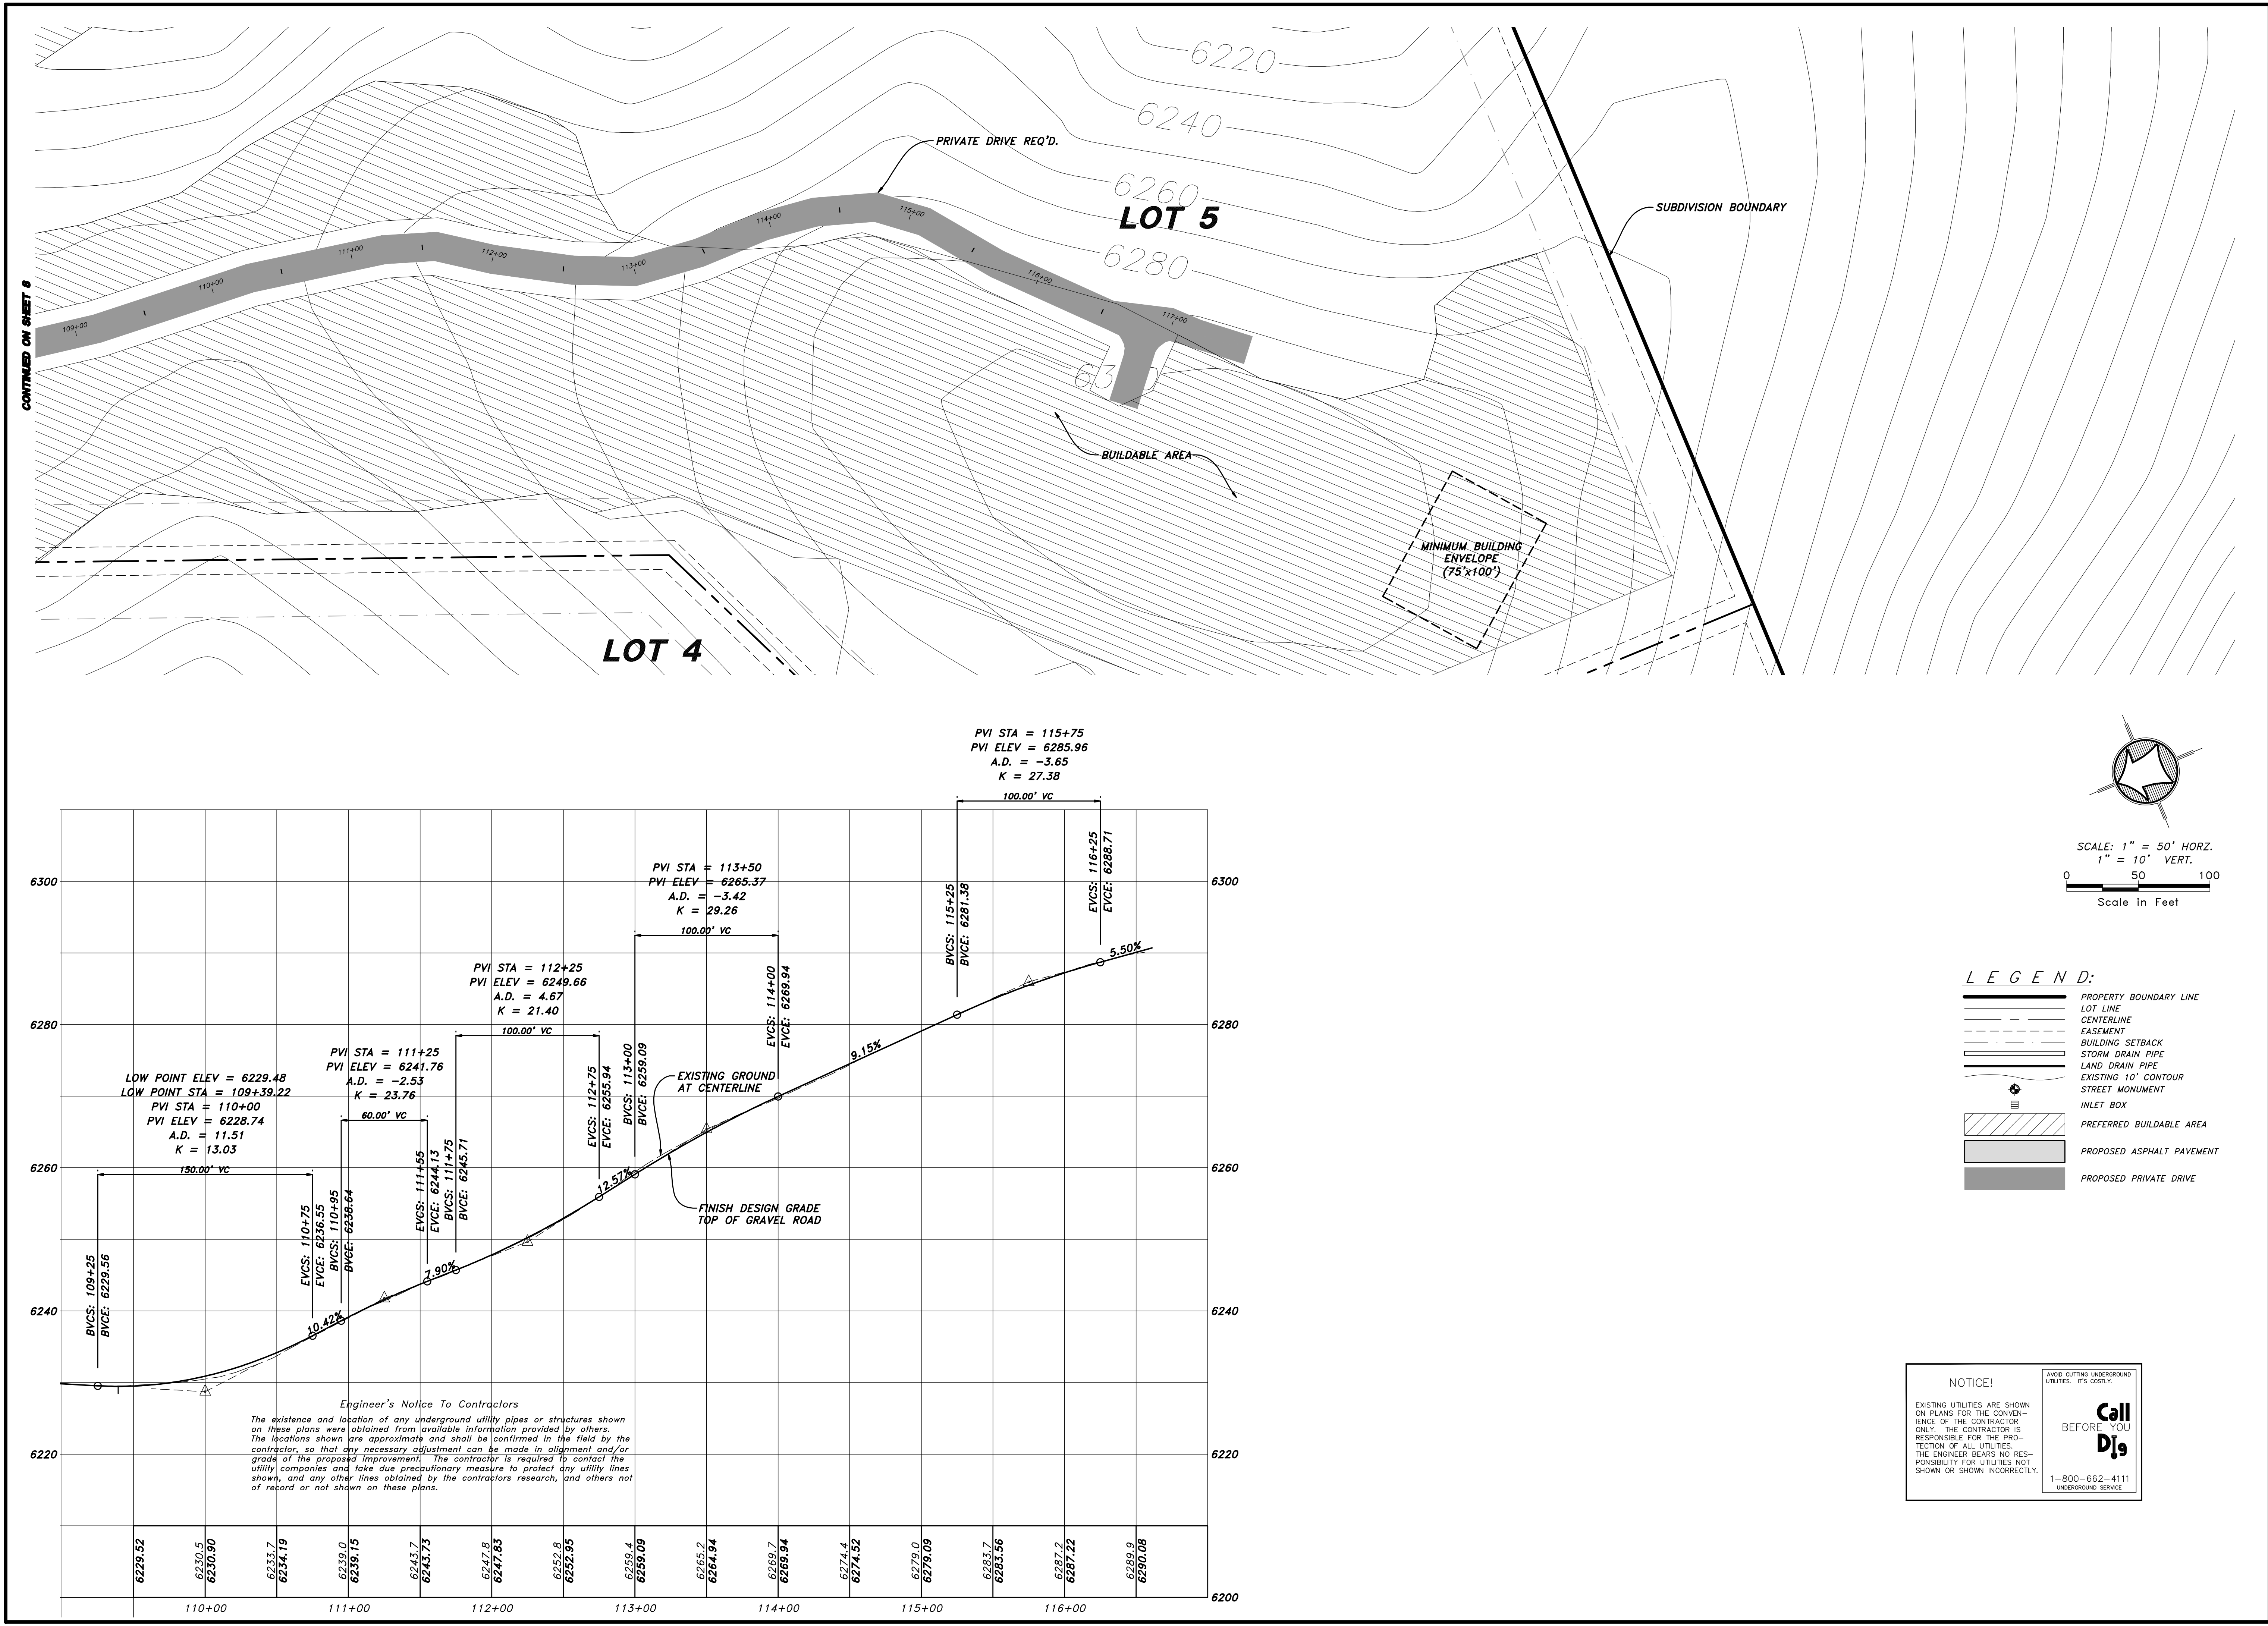 6220
6240
6260
6280
PRIVATE DRIVE REQ'D.
LOT 5
SUBDIVISION BOUNDARY
CONTINUED ON SHEET 8
109+00
110+00
111+00
112+00
113+00
114+00
115+00
116+00
117+00
BUILDABLE AREA
MINIMUM BUILDING
ENVELOPE
(75'x100')
LOT 4
PVI STA = 115+75
PVI ELEV = 6285.96
A.D. = -3.65
K = 27.38
100.00' VC
BVCS: 115+25
BVCE: 6281.38
EVCS: 116+25
EVCE: 6288.71
5.50%
PVI STA = 113+50
PVI ELEV = 6265.37
A.D. = -3.42
K = 29.26
100.00' VC
BVCS: 113+00
BVCE: 6259.09
EVCS: 114+00
EVCE: 6269.94
9.15%
PVI STA = 112+25
PVI ELEV = 6249.66
A.D. = 4.67
K = 21.40
100.00' VC
BVCS: 111+75
BVCE: 6245.71
EVCS: 112+75
EVCE: 6255.94
12.57%
PVI STA = 111+25
PVI ELEV = 6241.76
A.D. = -2.53
K = 23.76
60.00' VC
BVCS: 110+95
BVCE: 6238.64
EVCS: 111+55
EVCE: 6244.13
7.90%
LOW POINT ELEV = 6229.48
LOW POINT STA = 109+39.22
PVI STA = 110+00
PVI ELEV = 6228.74
A.D. = 11.51
K = 13.03
150.00' VC
BVCS: 109+25
BVCE: 6229.56
EVCS: 110+75
EVCE: 6236.55
10.42%
EXISTING GROUND
AT CENTERLINE
FINISH DESIGN GRADE
TOP OF GRAVEL ROAD
6300
6280
6260
6240
6220
6300
6280
6260
6240
6220
6200
Engineer's Notice To Contractors
The existence and location of any underground utility pipes or structures shown
on these plans were obtained from available information provided by others.
The locations shown are approximate and shall be confirmed in the field by the
contractor, so that any necessary adjustment can be made in alignment and/or
grade of the proposed improvement. The contractor is required to contact the
utility companies and take due precautionary measure to protect any utility lines
shown, and any other lines obtained by the contractors research, and others not
of record or not shown on these plans.
6229.52
6230.5
6230.90
6233.7
6234.19
6239.0
6239.15
6243.7
6243.73
6247.8
6247.83
6252.8
6252.95
6259.4
6259.09
6265.2
6264.94
6269.7
6269.94
6274.4
6274.52
6279.0
6279.09
6283.7
6283.56
6287.2
6287.22
6289.9
6290.08
110+00
111+00
112+00
113+00
114+00
115+00
116+00
SCALE: 1" = 50' HORZ.
1" = 10' VERT.
0 50 100
Scale in Feet
LEGEND:
PROPERTY BOUNDARY LINE
LOT LINE
CENTERLINE
EASEMENT
BUILDING SETBACK
STORM DRAIN PIPE
LAND DRAIN PIPE
EXISTING 10' CONTOUR
STREET MONUMENT
INLET BOX
PREFERRED BUILDABLE AREA
PROPOSED ASPHALT PAVEMENT
PROPOSED PRIVATE DRIVE
NOTICE!
EXISTING UTILITIES ARE SHOWN
ON PLANS FOR THE CONVEN-
IENCE OF THE CONTRACTOR
ONLY. THE CONTRACTOR IS
RESPONSIBLE FOR THE PRO-
TECTION OF ALL UTILITIES.
THE ENGINEER BEARS NO RES-
PONSIBILITY FOR UTILITIES NOT
SHOWN OR SHOWN INCORRECTLY.
AVOID CUTTING UNDERGROUND
UTILITIES. IT'S COSTLY.
Call
BEFORE YOU
Dig
1-800-662-4111
UNDERGROUND SERVICE